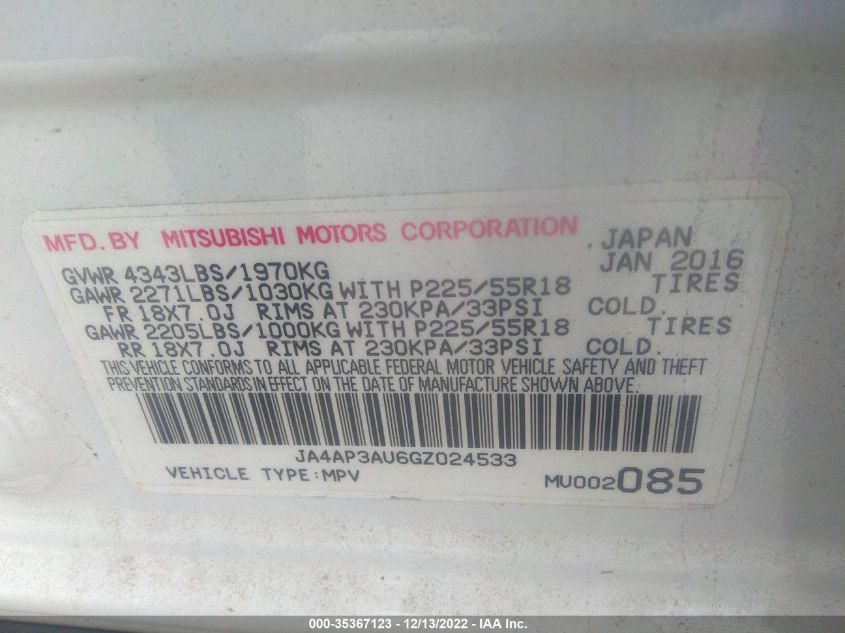 MFD. BY MITSUBISHI MOTORS CORPORATION . JAPAN
GVWR 4343LBS/1970KG JAN 2016
GAWR 2271LBS/1030KG WITH P225/55R18 TIRES
FR 18X7.0J RIMS AT 230KPA/33PSI COLD.
GAWR 2205LBS/1000KG WITH P225/55R18 TIRES
RR 18X7.0J RIMS AT 230KPA/33PSI COLD.
THIS VEHICLE CONFORMS TO ALL APPLICABLE FEDERAL MOTOR VEHICLE SAFETY AND THEFT
PREVENTION STANDARDS IN EFFECT ON THE DATE OF MANUFACTURE SHOWN ABOVE.
JA4AP3AU6GZ024533
VEHICLE TYPE:MPV MU002085
000-35367123 - 12/13/2022 - IAA Inc.